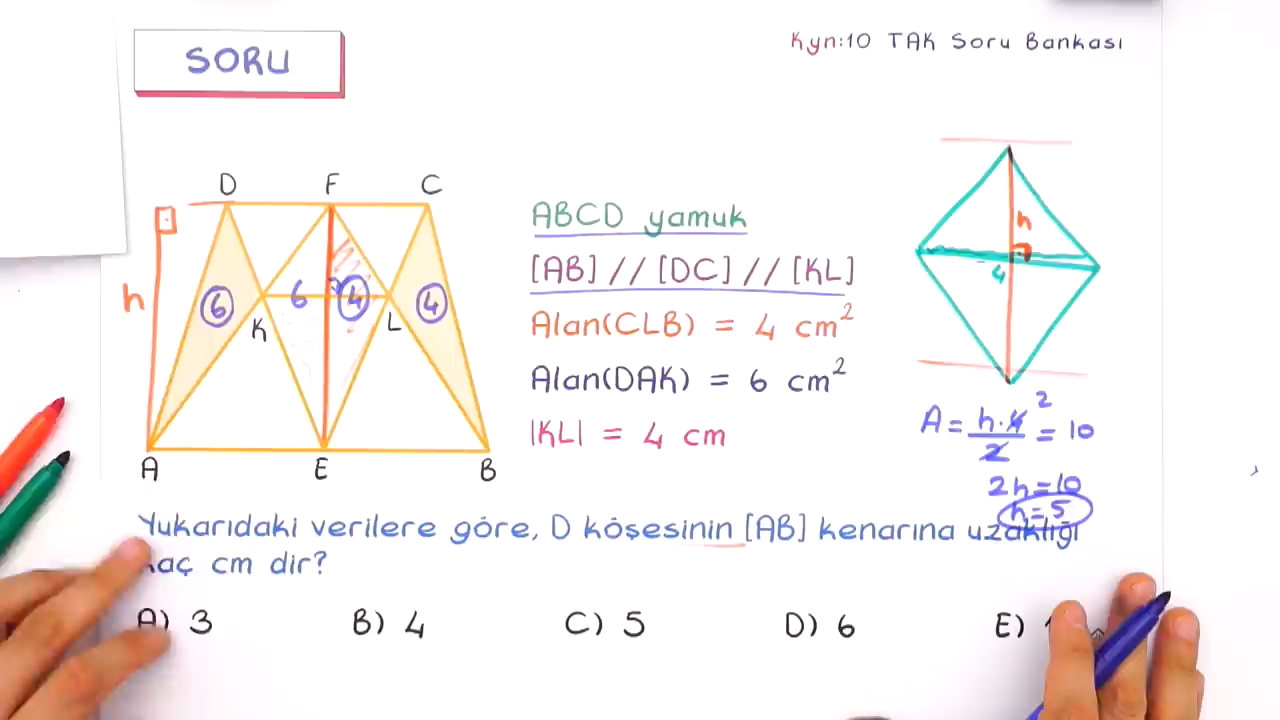 SORU
Kyn:10 TAK Soru Bankası
D F C
h
6 6 4 4
K L
A E B
ABCD yamuk
[AB] // [DC] // [KL]
Alan(CLB) = 4 cm²
Alan(DAK) = 6 cm²
|KL| = 4 cm
h
4
A = h.4/2 = 10
2
2h=10
h=5
Yukarıdaki verilere göre, D köşesinin [AB] kenarına uzaklığı
kaç cm dir?
A) 3 B) 4 C) 5 D) 6 E)